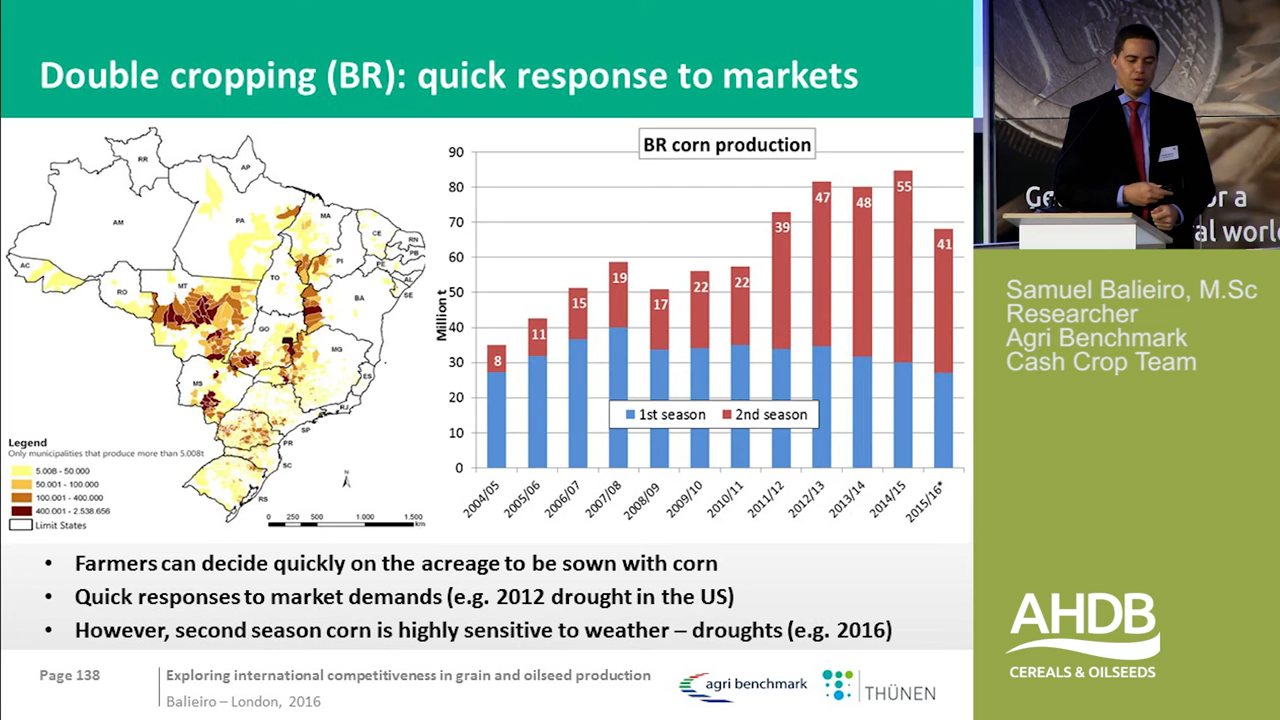 Double cropping (BR): quick response to markets
RR
AP
AM
PA
MA
CE
RN
PB
PE
AL
SE
PI
AC
RO
MT
TO
BA
GO
MG
ES
MS
RJ
SP
PR
SC
RS
N
Legend
Only municipalities that produce more than 5.008t
5.008 - 50.000
50.001 - 100.000
100.001 - 400.000
400.001 - 2.538.656
Limit States
0 250 500 1.000 1.500
km
BR corn production
Million t
90
80
70
60
50
40
30
20
10
0
8
11
15
19
17
22
22
39
47
48
55
41
1st season 2nd season
2004/05
2005/06
2006/07
2007/08
2008/09
2009/10
2010/11
2011/12
2012/13
2013/14
2014/15
2015/16*
• Farmers can decide quickly on the acreage to be sown with corn
• Quick responses to market demands (e.g. 2012 drought in the US)
• However, second season corn is highly sensitive to weather – droughts (e.g. 2016)
Page 138
Exploring international competitiveness in grain and oilseed production
Balieiro – London, 2016
agri benchmark
THÜNEN
Ge or a
al world
Samuel Balieiro, M.Sc
Researcher
Agri Benchmark
Cash Crop Team
AHDB
CEREALS & OILSEEDS